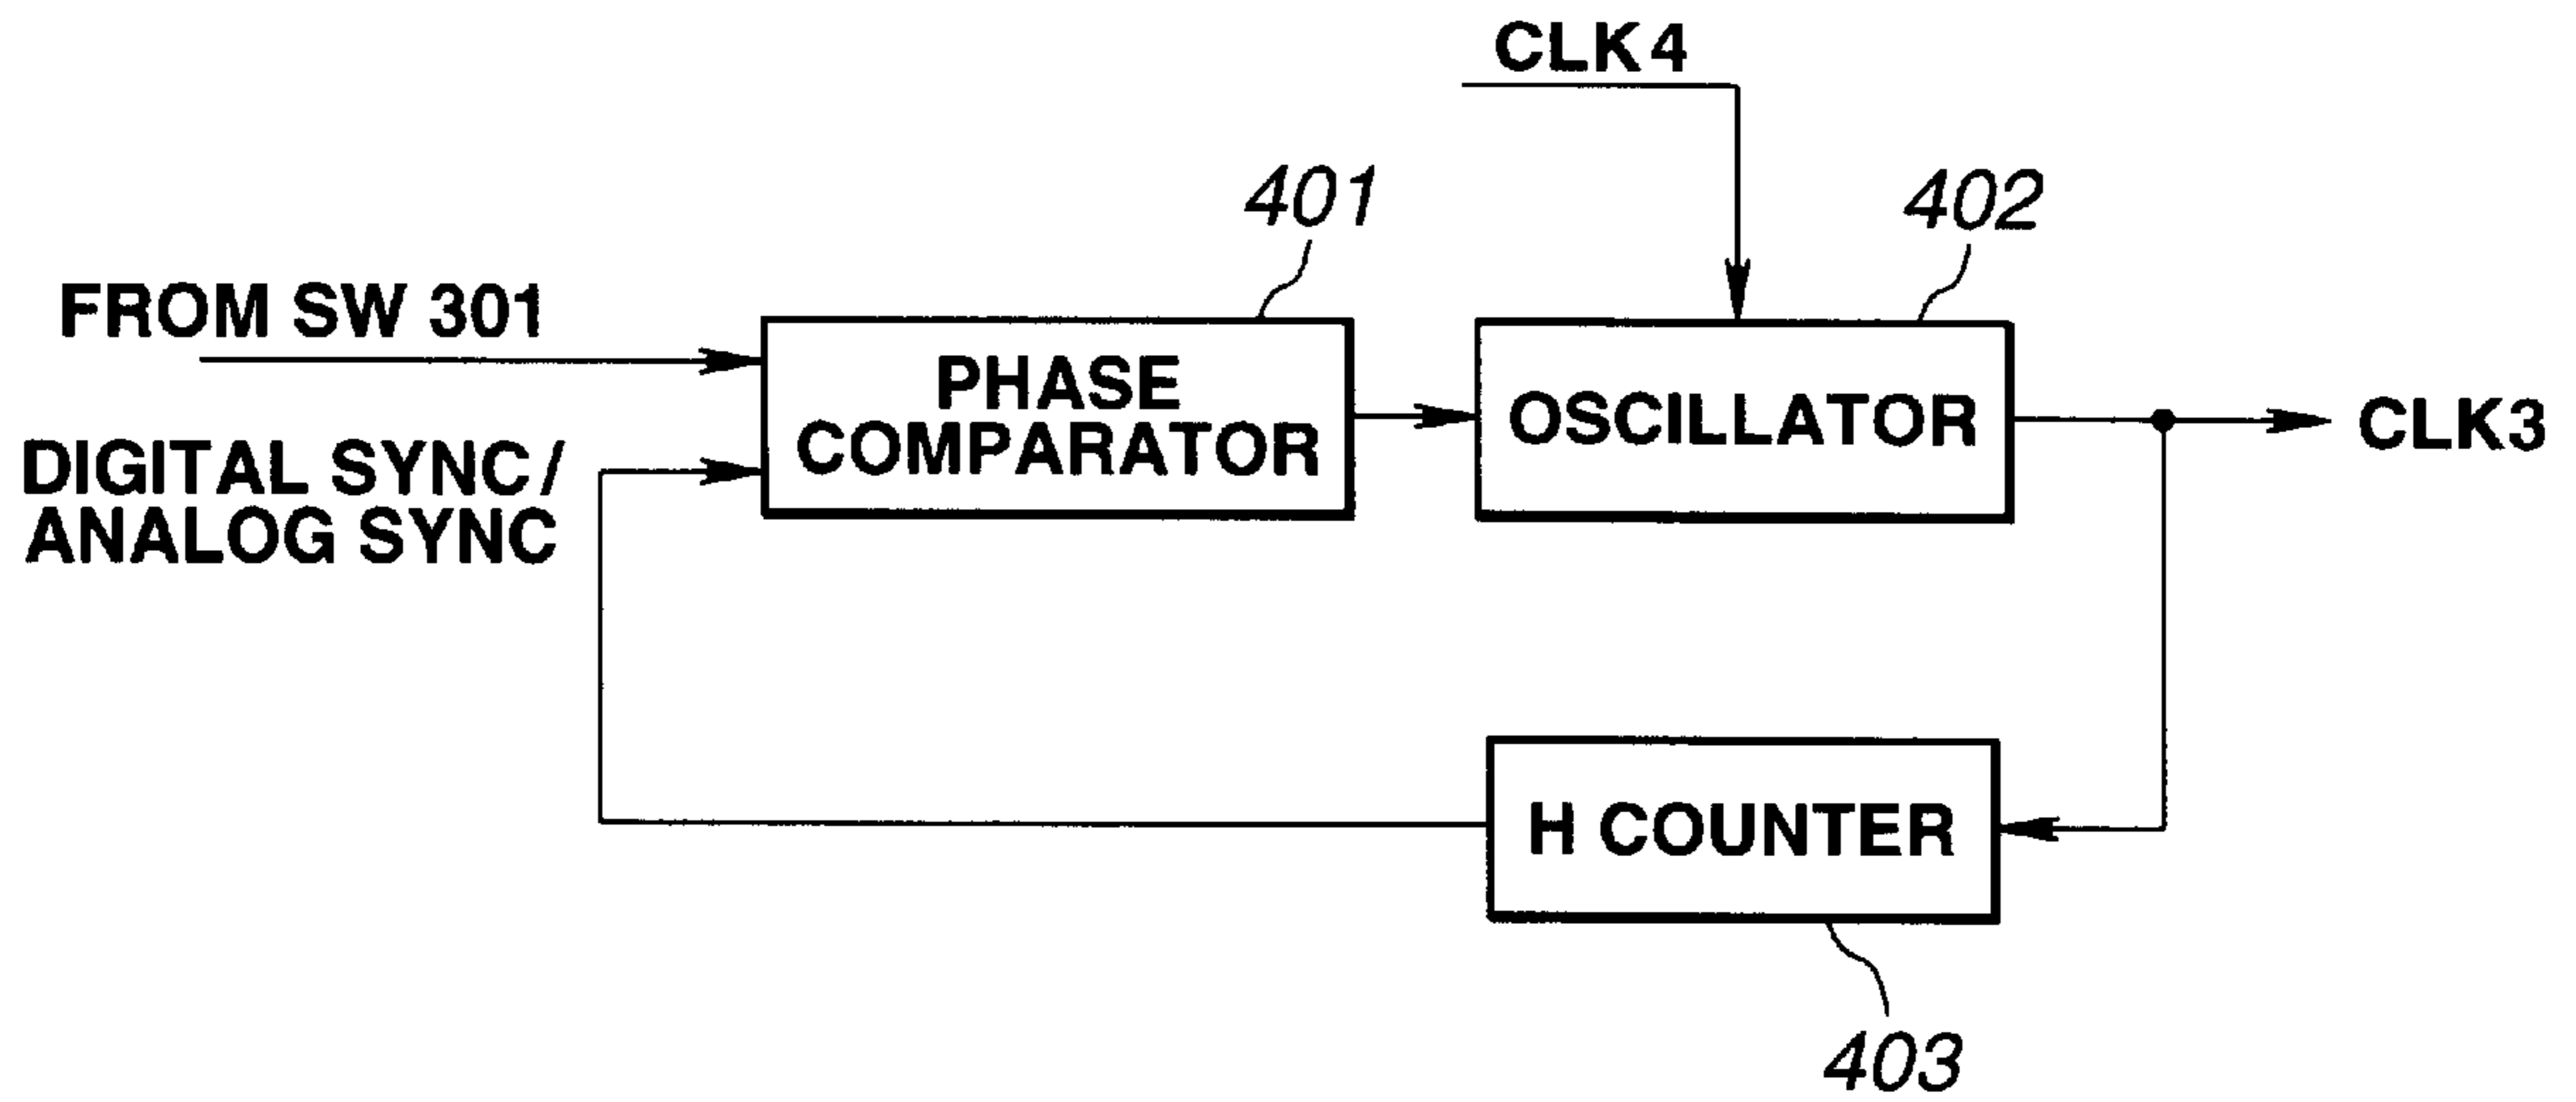 CLK4
401
402
FROM SW 301
DIGITAL SYNC/
ANALOG SYNC
PHASE
COMPARATOR
OSCILLATOR
CLK3
H COUNTER
403